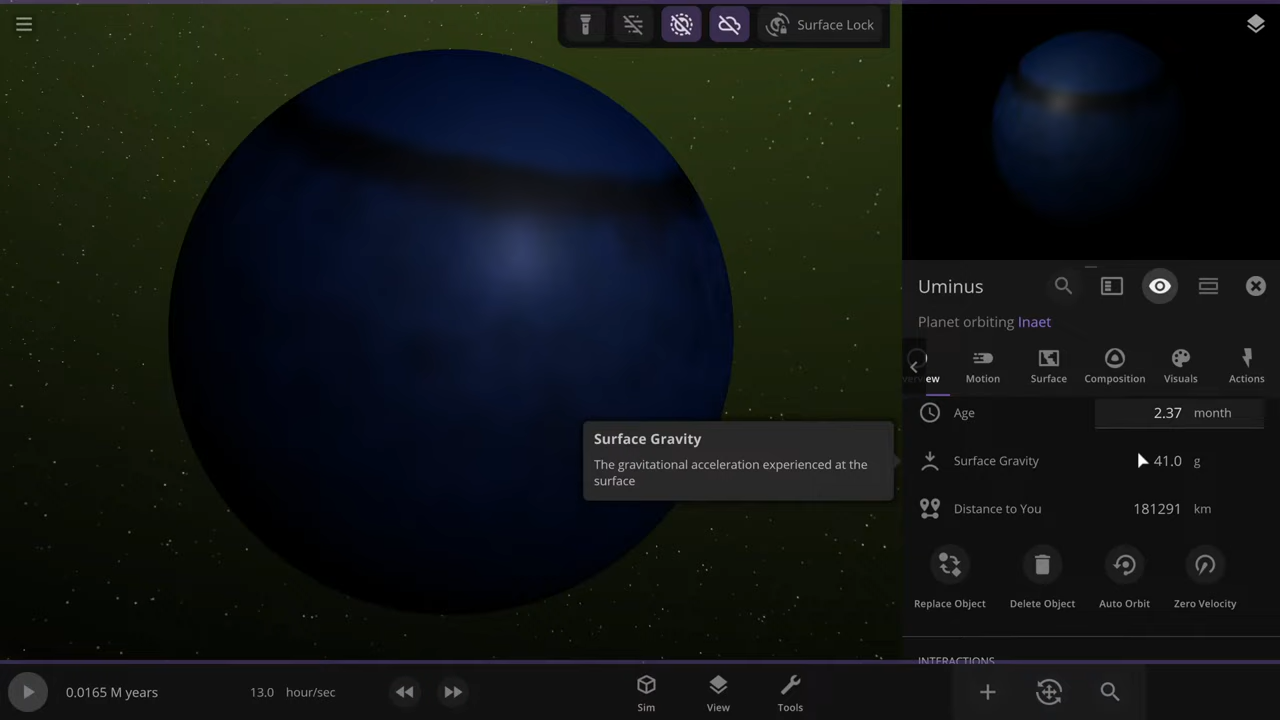 Surface Lock
Uminus
Planet orbiting Inaet
ew
Motion
Surface
Composition
Visuals
Actions
Age 2.37 month
Surface Gravity
The gravitational acceleration experienced at the
surface
Surface Gravity 41.0 g
Distance to You 181291 km
Replace Object
Delete Object
Auto Orbit
Zero Velocity
INTERACTIONS
0.0165 M years
13.0 hour/sec
Sim
View
Tools